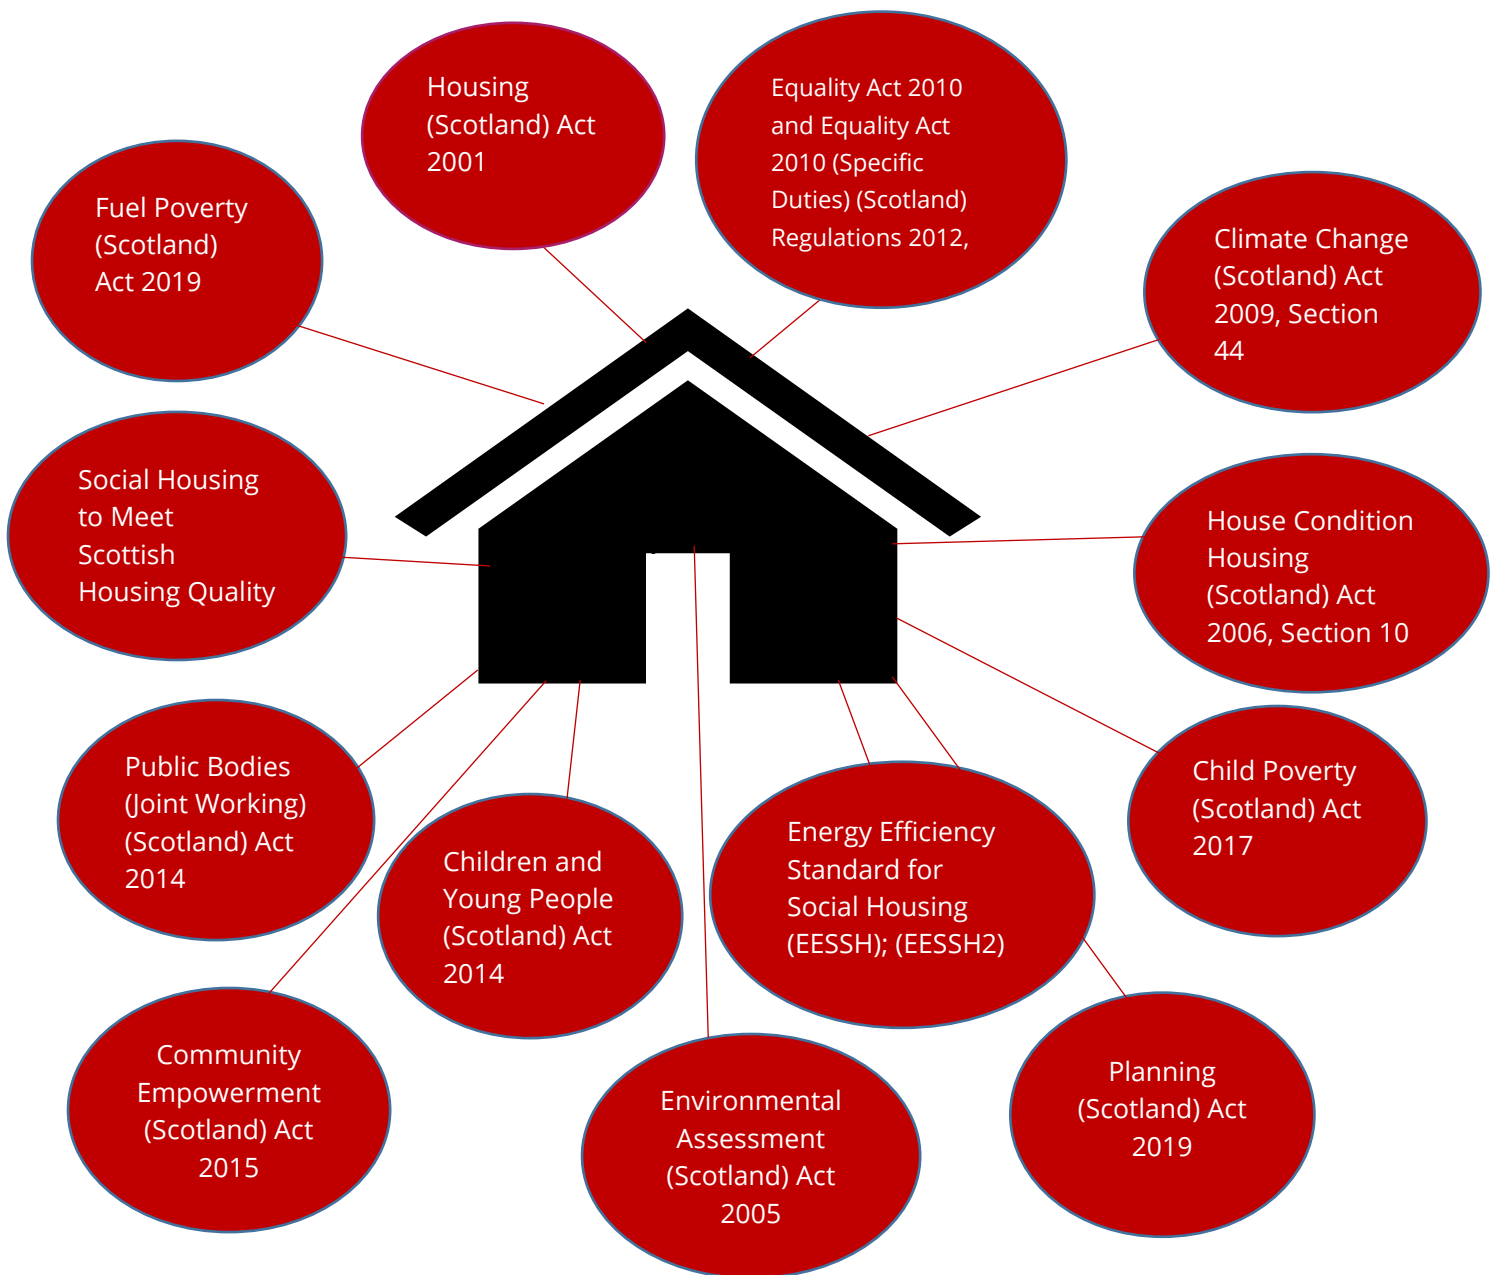 Housing
(Scotland) Act
2001
Equality Act 2010
and Equality Act
2010 (Specific
Duties) (Scotland)
Regulations 2012,
Fuel Poverty
(Scotland)
Act 2019
Climate Change
(Scotland) Act
2009, Section
44
Social Housing
to Meet
Scottish
Housing Quality
House Condition
Housing
(Scotland) Act
2006, Section 10
Public Bodies
(Joint Working)
(Scotland) Act
2014
Children and
Young People
(Scotland) Act
2014
Energy Efficiency
Standard for
Social Housing
(EESSH); (EESSH2)
Child Poverty
(Scotland) Act
2017
Community
Empowerment
(Scotland) Act
2015
Environmental
Assessment
(Scotland) Act
2005
Planning
(Scotland) Act
2019